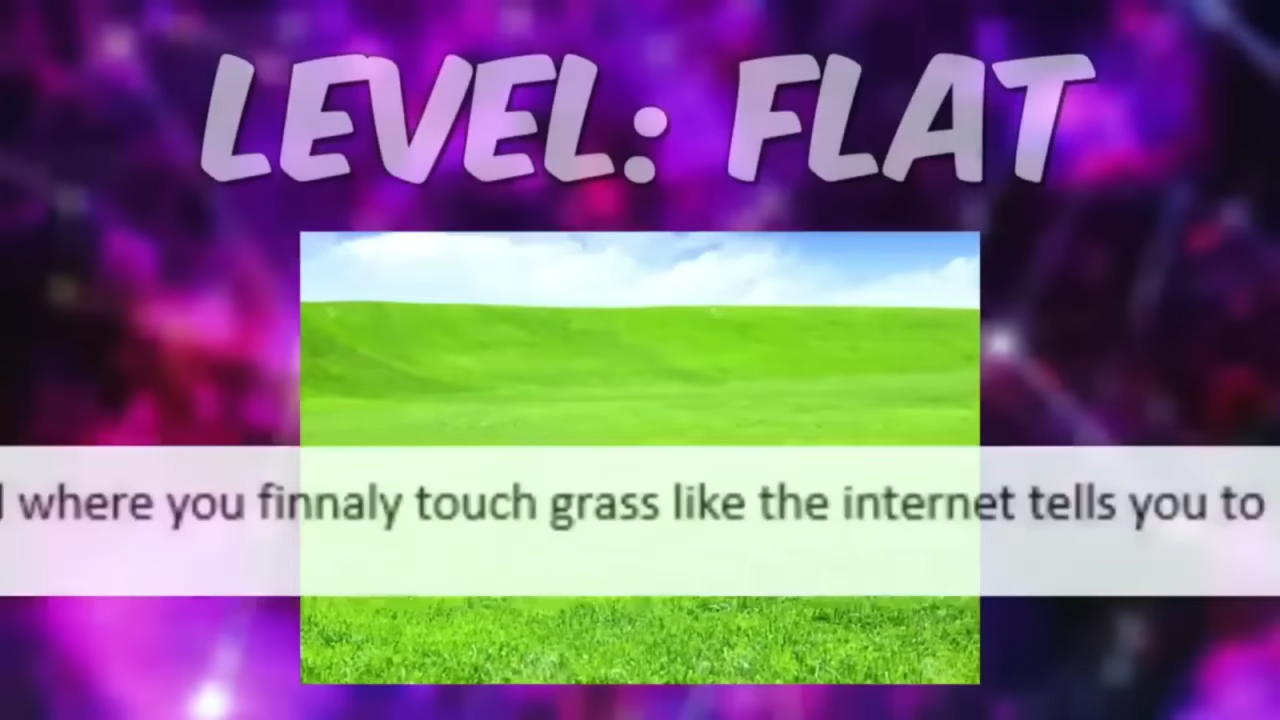 LEVEL: FLAT
where you finnaly touch grass like the internet tells you to